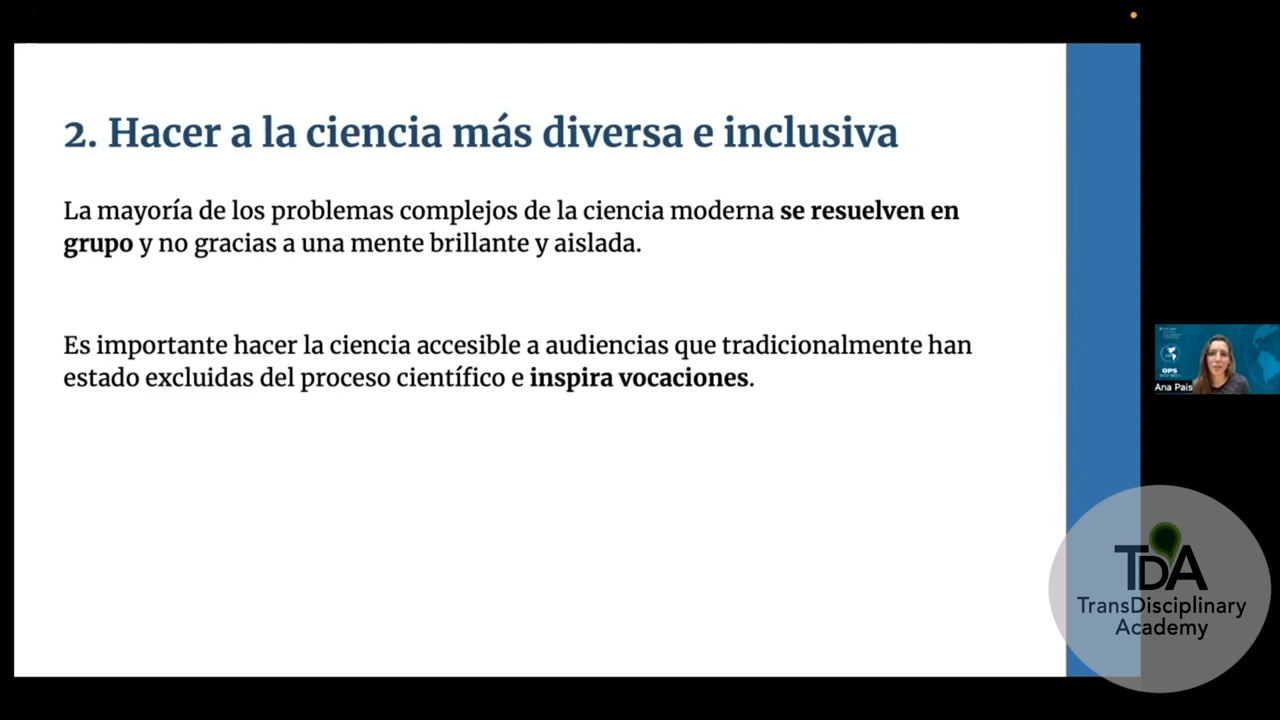 2. Hacer a la ciencia más diversa e inclusiva
La mayoría de los problemas complejos de la ciencia moderna se resuelven en
grupo y no gracias a una mente brillante y aislada.
Es importante hacer la ciencia accesible a audiencias que tradicionalmente han
estado excluidas del proceso científico e inspira vocaciones.
OPS
Ana Pais
TDA
TransDisciplinary
Academy